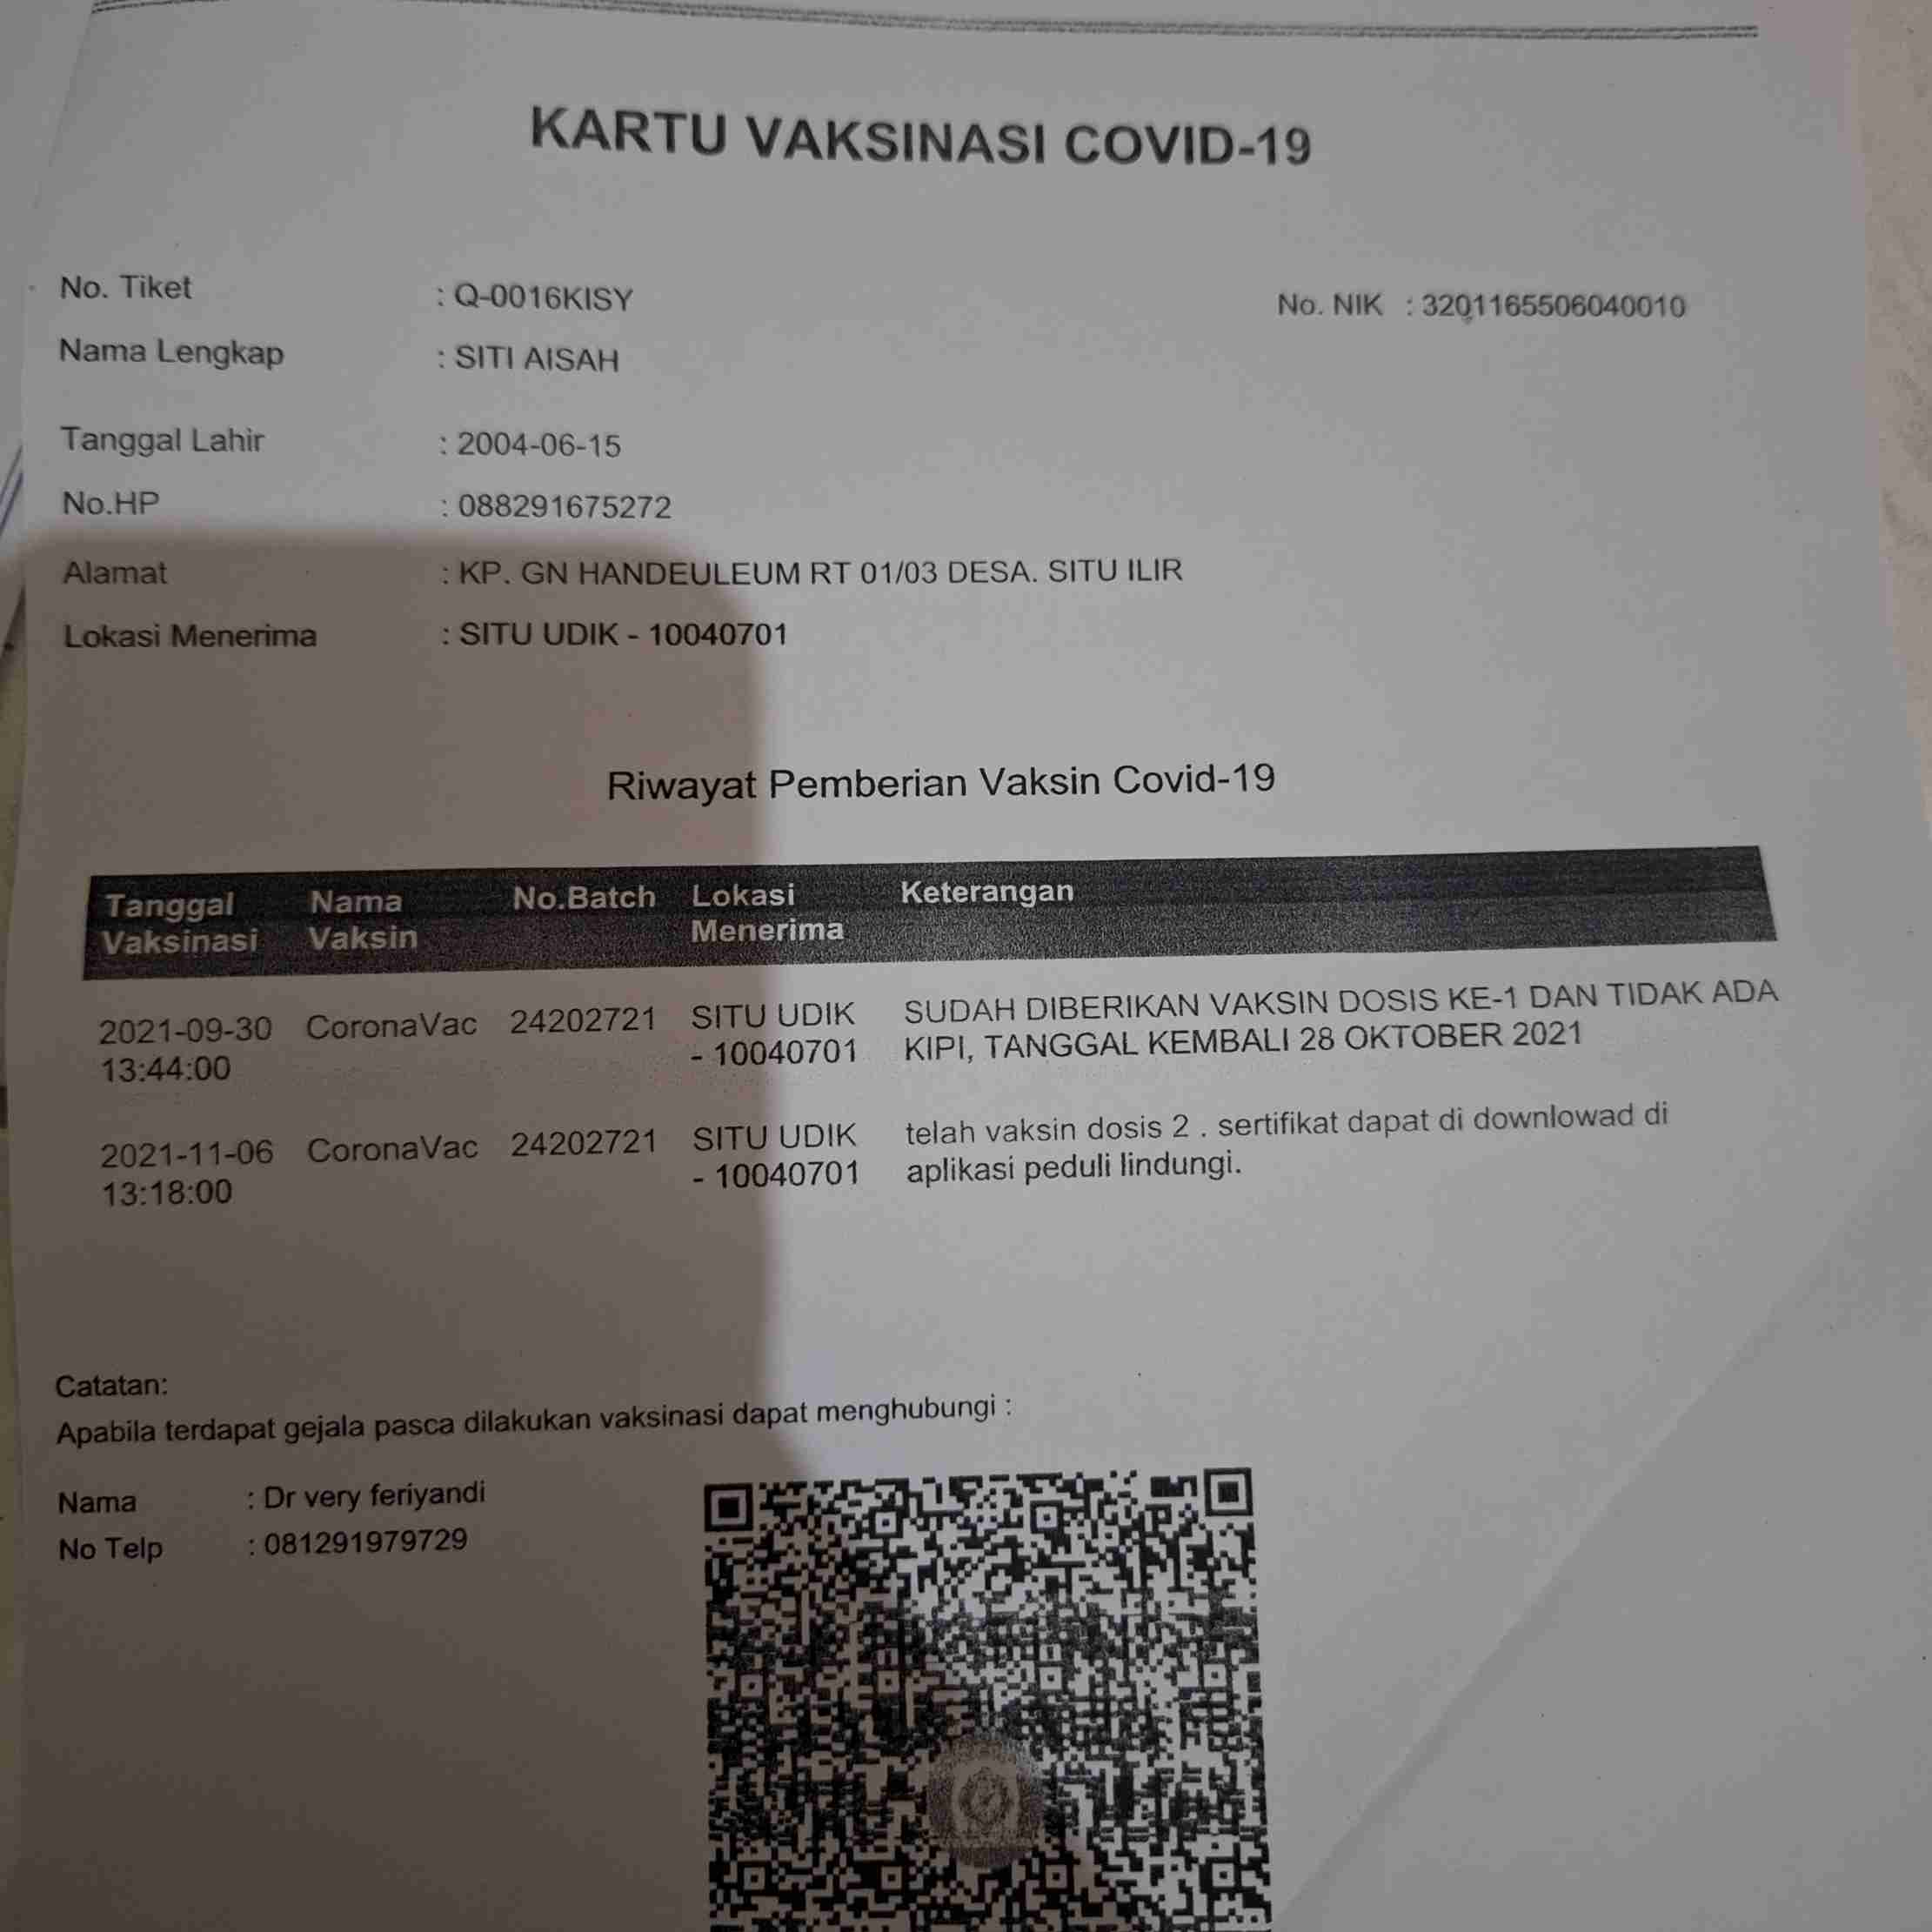 KARTU VAKSINASI COVID-19
No. Tiket : Q-0016KISY No. NIK : 3201165506040010
Nama Lengkap : SITI AISAH
Tanggal Lahir : 2004-06-15
No.HP : 088291675272
Alamat : KP. GN HANDEULEUM RT 01/03 DESA. SITU ILIR
Lokasi Menerima : SITU UDIK - 10040701
Riwayat Pemberian Vaksin Covid-19
Tanggal Nama No.Batch Lokasi Keterangan
Vaksinasi Vaksin Menerima
2021-09-30 CoronaVac 24202721 SITU UDIK SUDAH DIBERIKAN VAKSIN DOSIS KE-1 DAN TIDAK ADA
13:44:00 - 10040701 KIPI, TANGGAL KEMBALI 28 OKTOBER 2021
2021-11-06 CoronaVac 24202721 SITU UDIK telah vaksin dosis 2 . sertifikat dapat di downlowad di
13:18:00 - 10040701 aplikasi peduli lindungi.
Catatan:
Apabila terdapat gejala pasca dilakukan vaksinasi dapat menghubungi :
Nama : Dr very feriyandi
No Telp : 081291979729